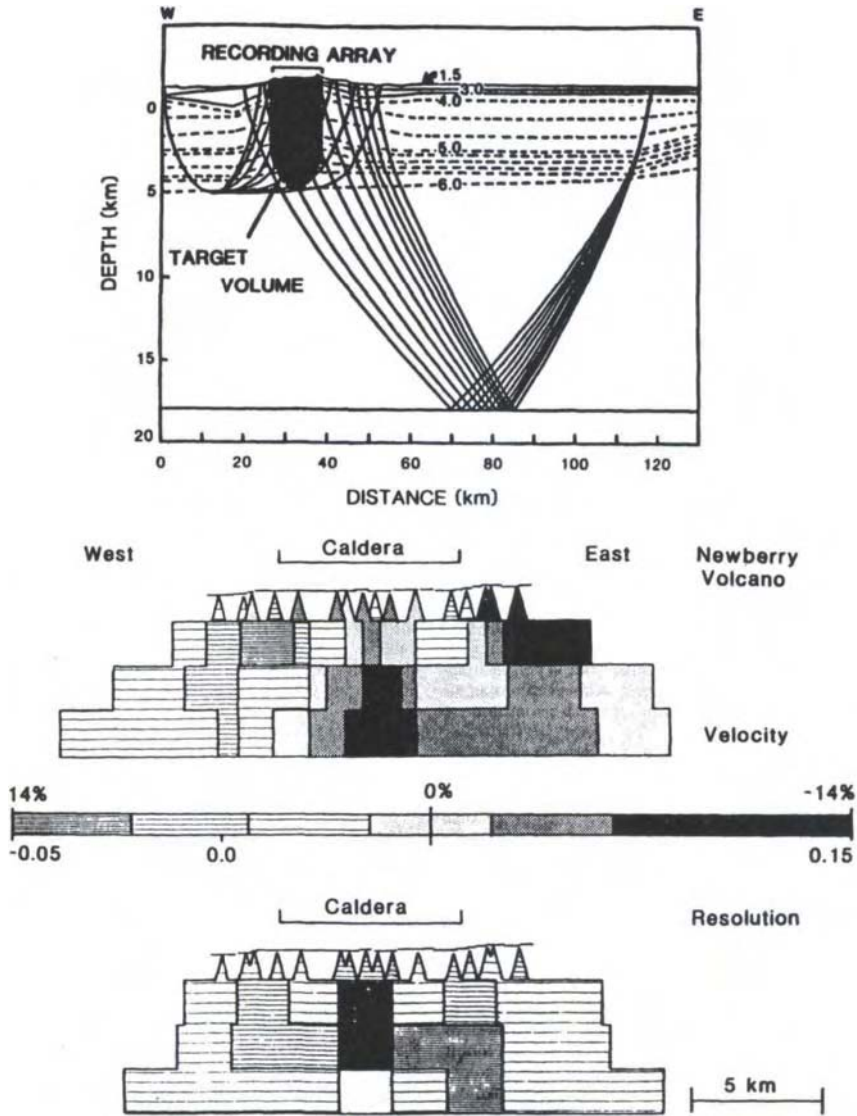 W E
RECORDING ARRAY
1.5
3.0
4.0
5.0
6.0
0
5
10
15
20
DEPTH (km)
TARGET
VOLUME
0 20 40 60 80 100 120
DISTANCE (km)
West Caldera East Newberry
Volcano
Velocity
14% 0% -14%
-0.05 0.0 0.15
Caldera
Resolution
5 km